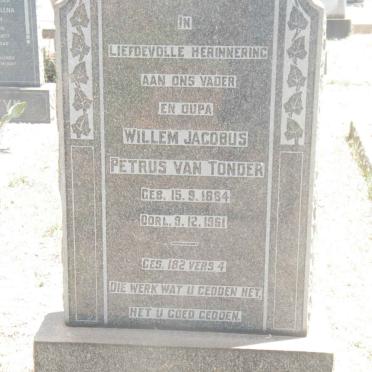 IN
LIEFDEVOLLE HERINNERING
AAN ONS VADER
EN OUPA
WILLEM JACOBUS
PETRUS VAN TONDER
GEB. 15.9.1884
OORL. 9.12.1961
GES. 182 VERS 4
DIE WERK WAT U GEDOEN HET,
HET U GOED GEDOEN.